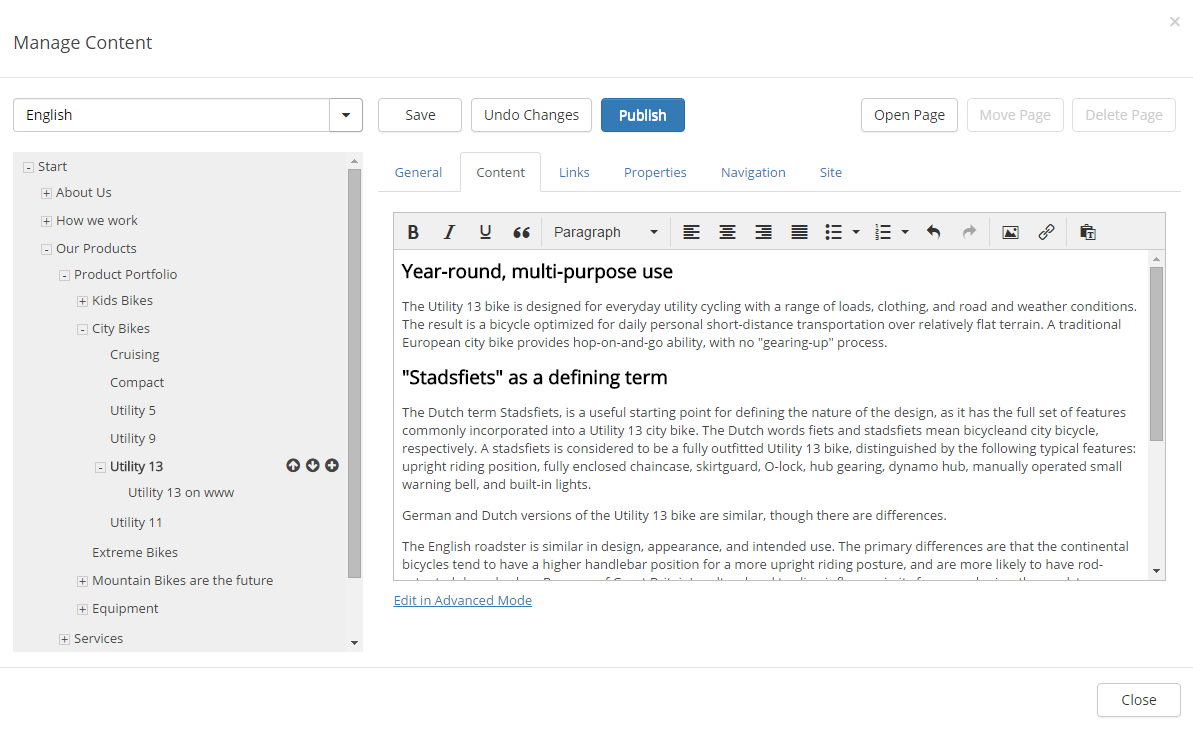 ×
Manage Content
English
Save
Undo Changes
Publish
Open Page
Move Page
Delete Page
Start
About Us
How we work
Our Products
Product Portfolio
Kids Bikes
City Bikes
Cruising
Compact
Utility 5
Utility 9
Utility 13
Utility 13 on www
Utility 11
Extreme Bikes
Mountain Bikes are the future
Equipment
Services
General
Content
Links
Properties
Navigation
Site
B I U “ Paragraph
Year-round, multi-purpose use
The Utility 13 bike is designed for everyday utility cycling with a range of loads, clothing, and road and weather conditions.
The result is a bicycle optimized for daily personal short-distance transportation over relatively flat terrain. A traditional
European city bike provides hop-on-and-go ability, with no "gearing-up" process.
"Stadsfiets" as a defining term
The Dutch term Stadsfiets, is a useful starting point for defining the nature of the design, as it has the full set of features
commonly incorporated into a Utility 13 city bike. The Dutch words fiets and stadsfiets mean bicycleand city bicycle,
respectively. A stadsfiets is considered to be a fully outfitted Utility 13 bike, distinguished by the following typical features:
upright riding position, fully enclosed chaincase, skirtguard, O-lock, hub gearing, dynamo hub, manually operated small
warning bell, and built-in lights.
German and Dutch versions of the Utility 13 bike are similar, though there are differences.
The English roadster is similar in design, appearance, and intended use. The primary differences are that the continental
bicycles tend to have a higher handlebar position for a more upright riding posture, and are more likely to have rod-
Edit in Advanced Mode
Close